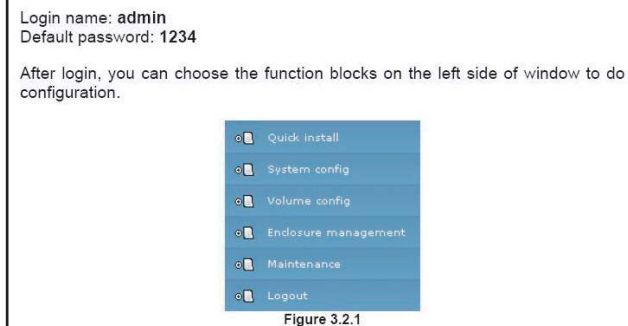 Login name: admin
Default password: 1234
After login, you can choose the function blocks on the left side of window to do
configuration.
Quick install
System config
Volume config
Enclosure management
Maintenance
Logout
Figure 3.2.1